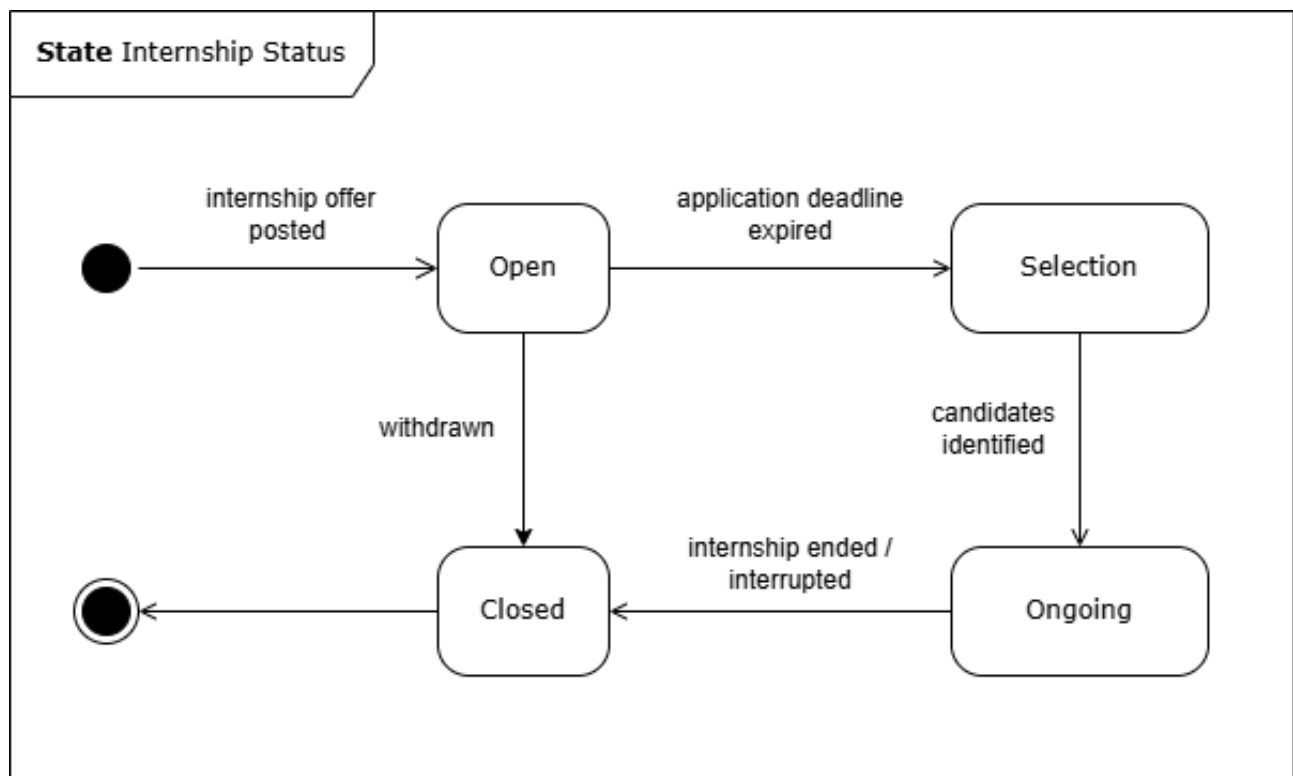 State Internship Status
internship offer
posted
application deadline
expired
Open
Selection
withdrawn
candidates
identified
internship ended /
interrupted
Closed
Ongoing